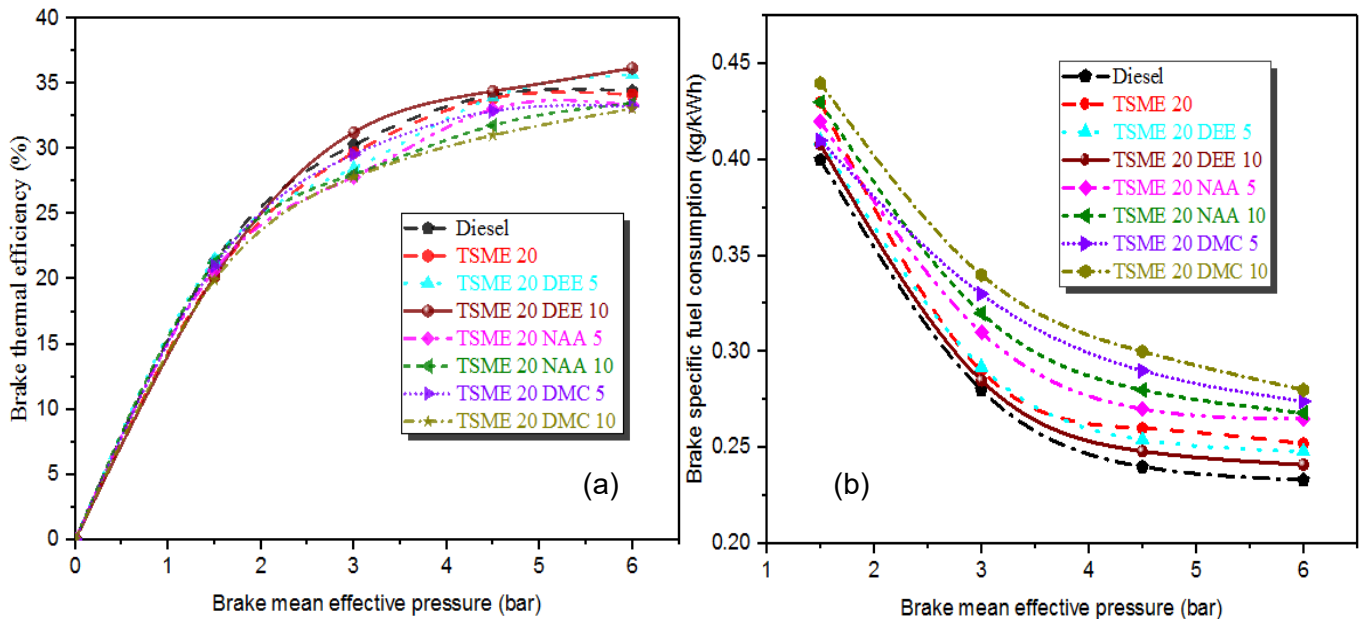 40
35
30
25
20
15
10
5
0
Brake thermal efficiency (%)
Diesel
TSME 20
TSME 20 DEE 5
TSME 20 DEE 10
TSME 20 NAA 5
TSME 20 NAA 10
TSME 20 DMC 5
TSME 20 DMC 10
(a)
0 1 2 3 4 5 6
Brake mean effective pressure (bar)
0.45
0.40
0.35
0.30
0.25
0.20
Brake specific fuel consumption (kg/kWh)
Diesel
TSME 20
TSME 20 DEE 5
TSME 20 DEE 10
TSME 20 NAA 5
TSME 20 NAA 10
TSME 20 DMC 5
TSME 20 DMC 10
(b)
1 2 3 4 5 6
Brake mean effective pressure (bar)